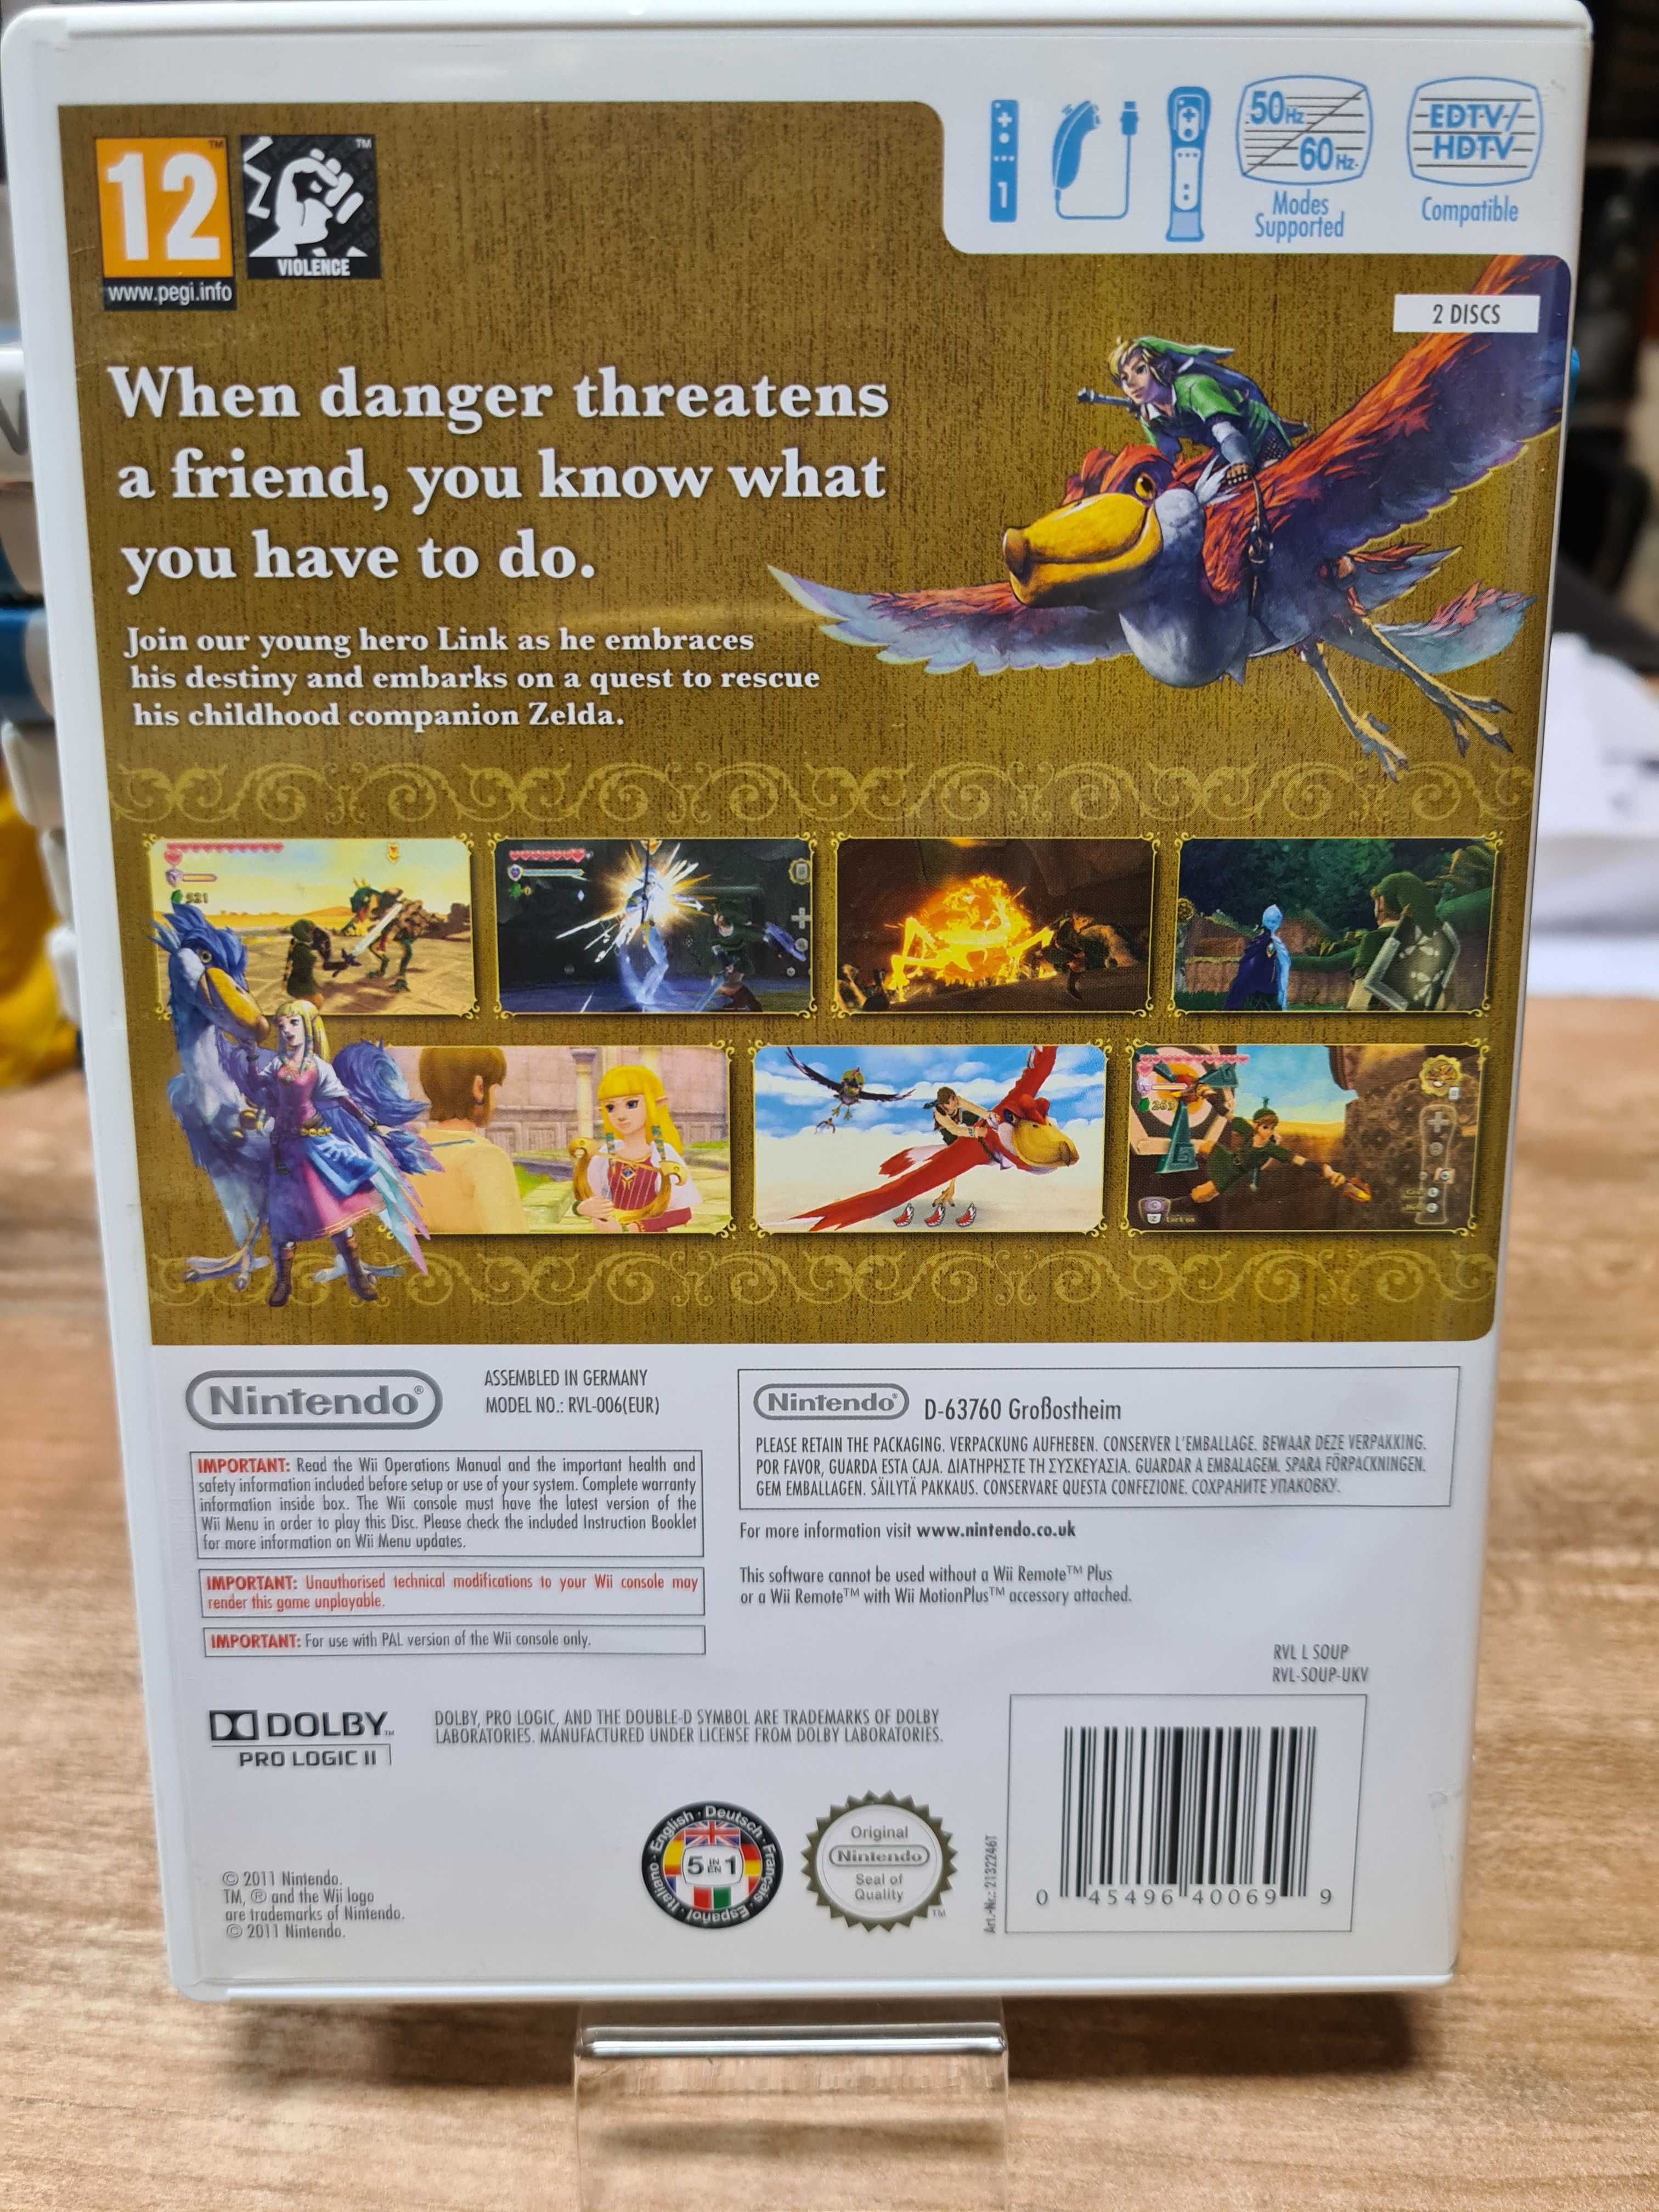 12™
www.pegi.info
™
VIOLENCE
1
50Hz
60Hz
Modes
Supported
EDTV/
HDTV
Compatible
2 DISCS
When danger threatens
a friend, you know what
you have to do.
Join our young hero Link as he embraces
his destiny and embarks on a quest to rescue
his childhood companion Zelda.
531
Nintendo®
ASSEMBLED IN GERMANY
MODEL NO.: RVL-006(EUR)
IMPORTANT: Read the Wii Operations Manual and the important health and
safety information included before setup or use of your system. Complete warranty
information inside box. The Wii console must have the latest version of the
Wii Menu in order to play this Disc. Please check the included Instruction Booklet
for more information on Wii Menu updates.
IMPORTANT: Unauthorised technical modifications to your Wii console may
render this game unplayable.
IMPORTANT: For use with PAL version of the Wii console only.
Nintendo® D-63760 Großostheim
PLEASE RETAIN THE PACKAGING. VERPACKUNG AUFHEBEN. CONSERVER L'EMBALLAGE. BEWAAR DEZE VERPAKKING.
POR FAVOR, GUARDA ESTA CAJA. ΔΙΑΤΗΡΗΣΤΕ ΤΗ ΣΥΣΚΕΥΑΣΙΑ. GUARDAR A EMBALAGEM. SPARA FÖRPACKNINGEN.
GEM EMBALLAGEN. SÄILYTÄ PAKKAUS. CONSERVARE QUESTA CONFEZIONE. СОХРАНИТЕ УПАКОВКУ.
For more information visit www.nintendo.co.uk
This software cannot be used without a Wii Remote™ Plus
or a Wii Remote™ with Wii MotionPlus™ accessory attached.
RVL L SOUP
RVL-SOUP-UKV
DOLBY™
PRO LOGIC II
DOLBY, PRO LOGIC, AND THE DOUBLE-D SYMBOL ARE TRADEMARKS OF DOLBY
LABORATORIES. MANUFACTURED UNDER LICENSE FROM DOLBY LABORATORIES.
© 2011 Nintendo.
TM, ® and the Wii logo
are trademarks of Nintendo.
© 2011 Nintendo.
English · Deutsch · Français · Español · Italiano ·
5 IN EN 1
Original
Nintendo
Seal of
Quality
TM
Art.-Nr.: 2132246T
0 45496 40069 9